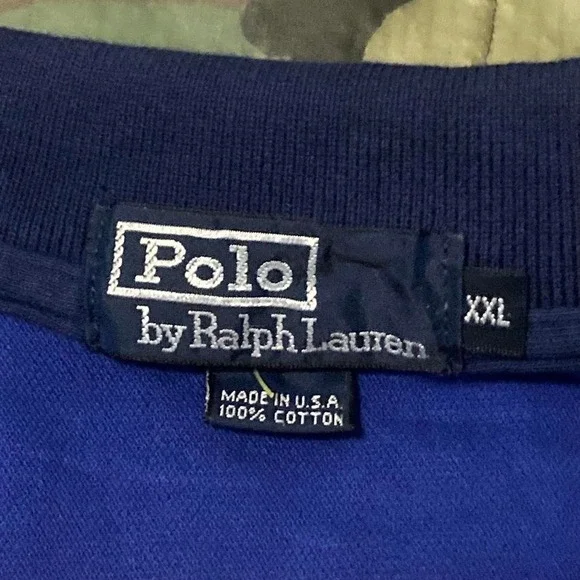 Polo
by Ralph Lauren
XXL
MADE IN U.S.A.
100% COTTON